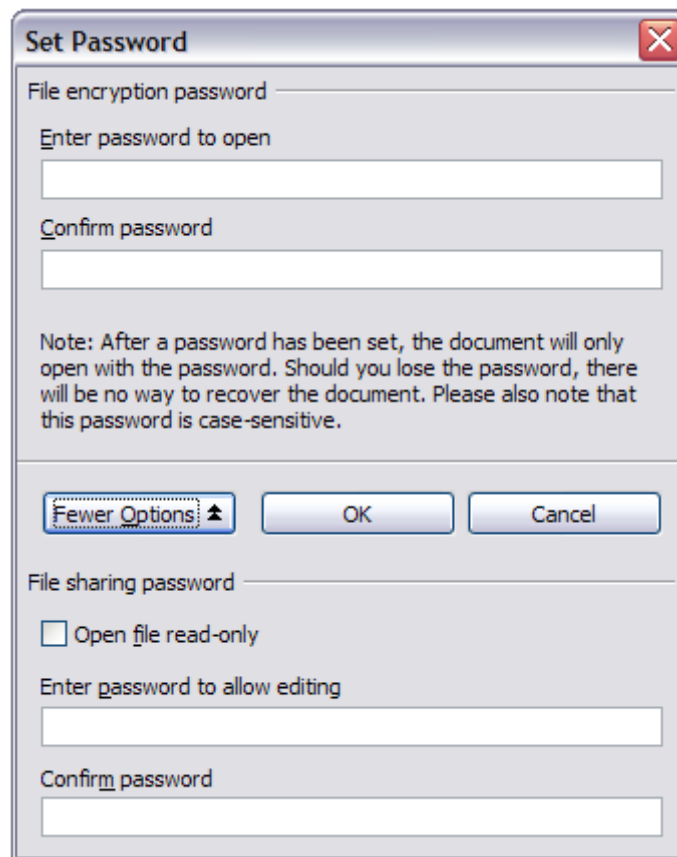 Set Password
File encryption password
Enter password to open
Confirm password
Note: After a password has been set, the document will only
open with the password. Should you lose the password, there
will be no way to recover the document. Please also note that
this password is case-sensitive.
Fewer Options OK Cancel
File sharing password
Open file read-only
Enter password to allow editing
Confirm password